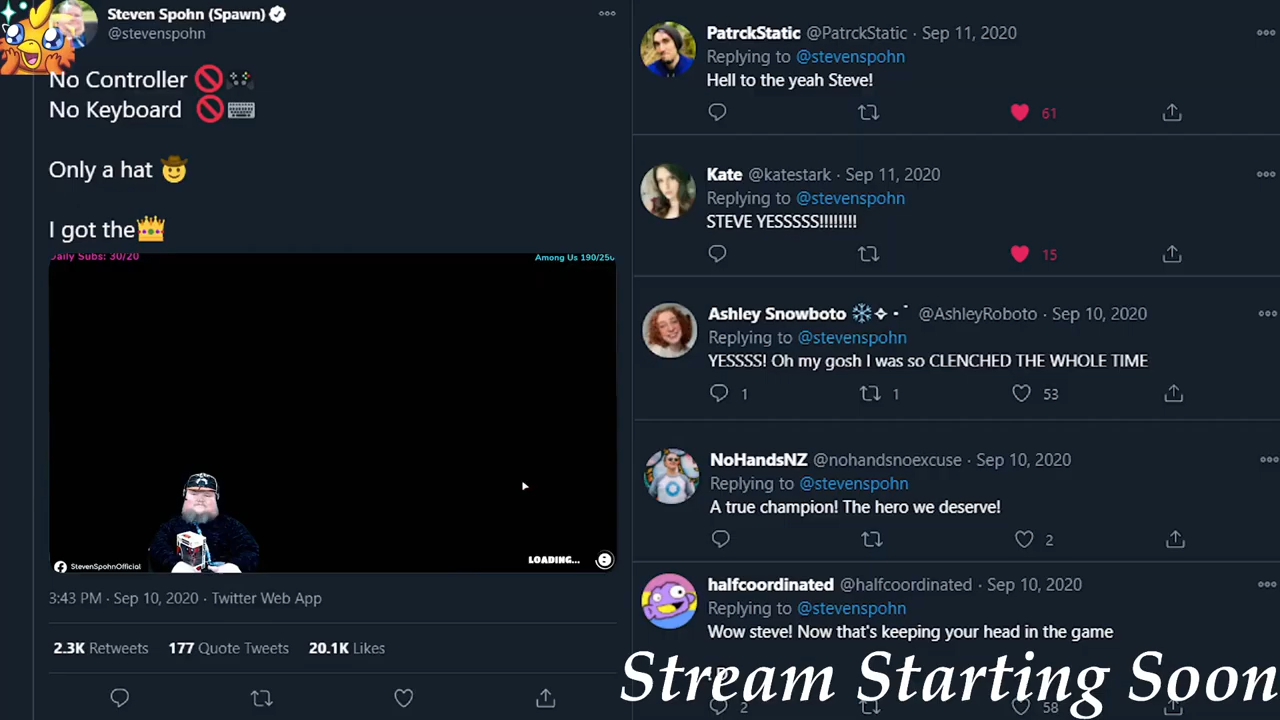 Steven Spohn (Spawn)
@stevenspohn
No Controller 🚫🎮
No Keyboard 🚫⌨
Only a hat 🤠
I got the👑
Daily Subs: 30/20
Among Us 190/250
StevenSpohnOfficial
LOADING...
3:43 PM · Sep 10, 2020 · Twitter Web App
2.3K Retweets 177 Quote Tweets 20.1K Likes
PatrckStatic @PatrckStatic · Sep 11, 2020
Replying to @stevenspohn
Hell to the yeah Steve!
61
Kate @katestark · Sep 11, 2020
Replying to @stevenspohn
STEVE YESSSSS!!!!!!!!
15
Ashley Snowboto ❄✧・゚ @AshleyRoboto · Sep 10, 2020
Replying to @stevenspohn
YESSSS! Oh my gosh I was so CLENCHED THE WHOLE TIME
1 1 53
NoHandsNZ @nohandsnoexcuse · Sep 10, 2020
Replying to @stevenspohn
A true champion! The hero we deserve!
2
halfcoordinated @halfcoordinated · Sep 10, 2020
Replying to @stevenspohn
Wow steve! Now that's keeping your head in the game
Stream Starting Soon
2 58